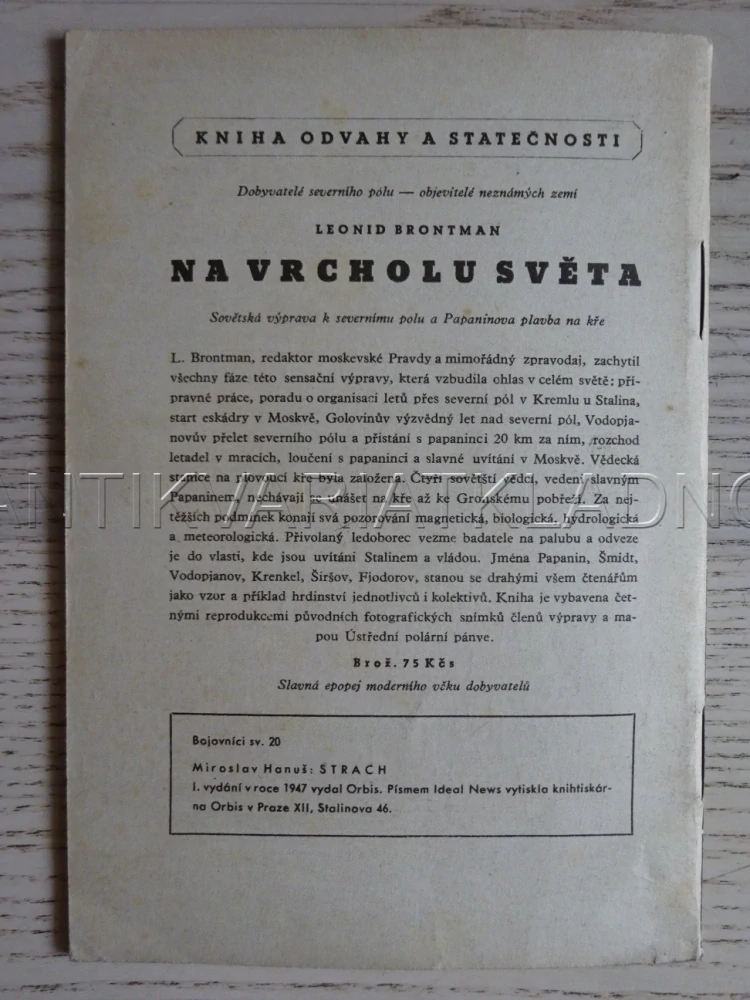 KNIHA ODVAHY A STATEČNOSTI
Dobyvatelé severního pólu — objevitelé neznámých zemí
LEONID BRONTMAN
NA VRCHOLU SVĚTA
Sovětská výprava k severnímu polu a Papaninova plavba na kře
L. Brontman, redaktor moskevské Pravdy a mimořádný zpravodaj, zachytil
všechny fáze této sensační výpravy, která vzbudila ohlas v celém světě: pří-
pravné práce, poradu o organisaci letů přes severní pól v Kremlu u Stalina,
start eskádry v Moskvě, Golovinův výzvědný let nad severní pól, Vodopja-
novův přelet severního pólu a přistání s papaninci 20 km za ním, rozchod
letadel v mracích, loučení s papaninci a slavné uvítání v Moskvě. Vědecká
stanice na plovoucí kře byla založena. Čtyři sovětští vědci, vedeni slavným
Papaninem, nechávají se unášet na kře až ke Gronskému pobřeží. Za nej-
těžších podmínek konají svá pozorování magnetická, biologická, hydrologická
a meteorologická. Přivolaný ledoborec vezme badatele na palubu a odveze
je do vlasti, kde jsou uvítáni Stalinem a vládou. Jména Papanin, Šmidt,
Vodopjanov, Krenkel, Širšov, Fjodorov, stanou se drahými všem čtenářům
jako vzor a příklad hrdinství jednotlivců i kolektivů. Kniha je vybavena čet-
nými reprodukcemi původních fotografických snímků členů výpravy a ma-
pou Ústřední polární pánve.
Brož. 75 Kčs
Slavná epopej moderního věku dobyvatelů
Bojovníci sv. 20
Miroslav Hanuš: STRACH
I. vydání v roce 1947 vydal Orbis. Písmem Ideal News vytiskla knihtiskár-
na Orbis v Praze XII, Stalinova 46.
ANTIKVARIATKLADNO